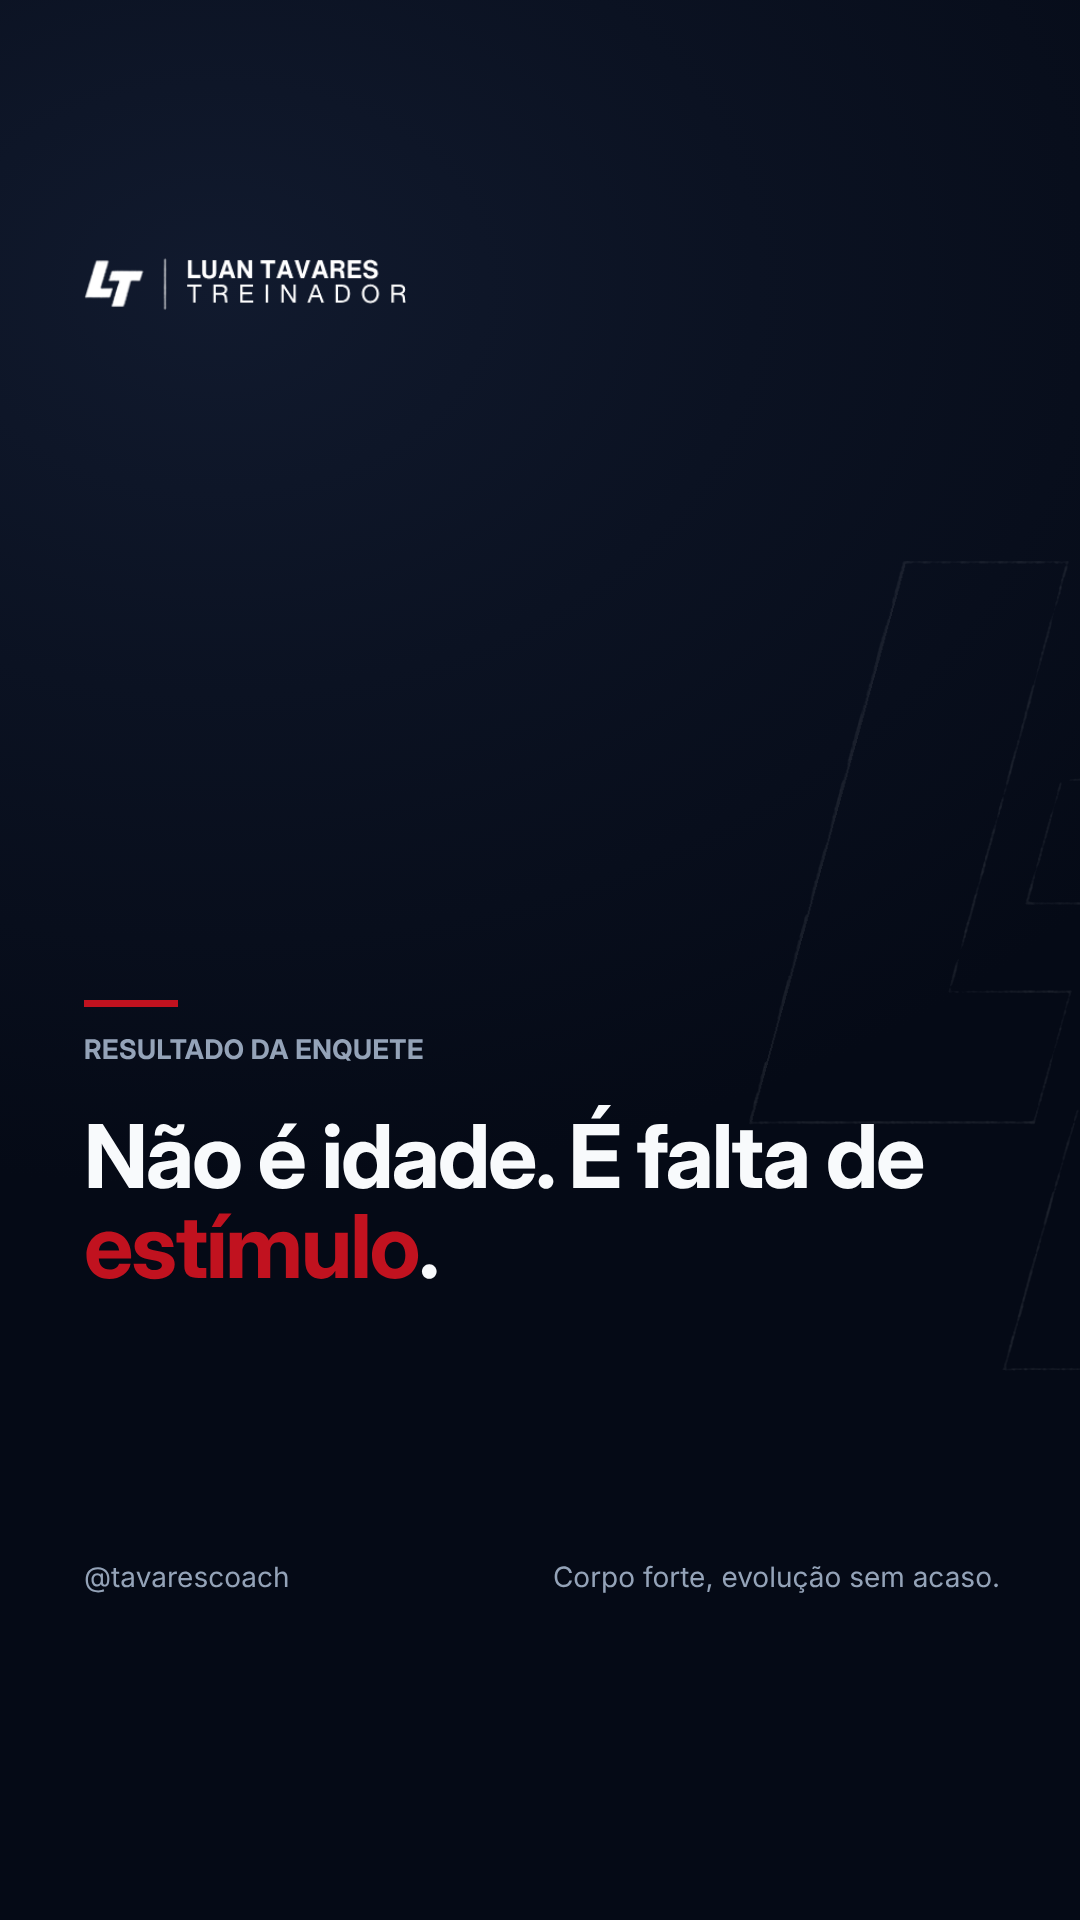 LT
LUAN TAVARES
TREINADOR
RESULTADO DA ENQUETE
Não é idade. É falta de
estímulo.
@tavarescoach
Corpo forte, evolução sem acaso.